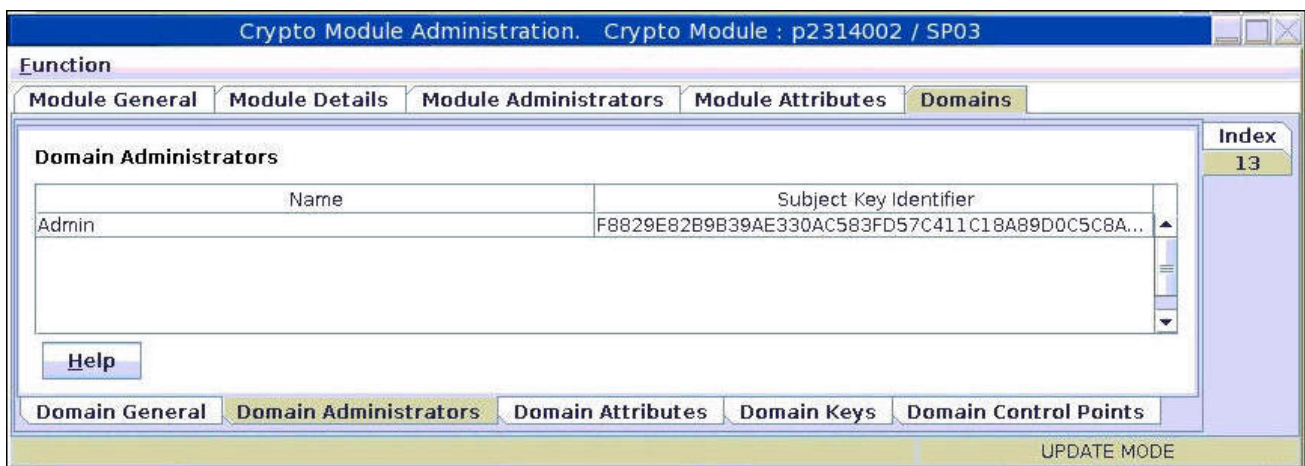 Crypto Module Administration. Crypto Module : p2314002 / SP03
Function
Module General Module Details Module Administrators Module Attributes Domains
Index
13
Domain Administrators
Name Subject Key Identifier
Admin F8829E82B9B39AE330AC583FD57C411C18A89D0C5C8A...
Help
Domain General Domain Administrators Domain Attributes Domain Keys Domain Control Points
UPDATE MODE